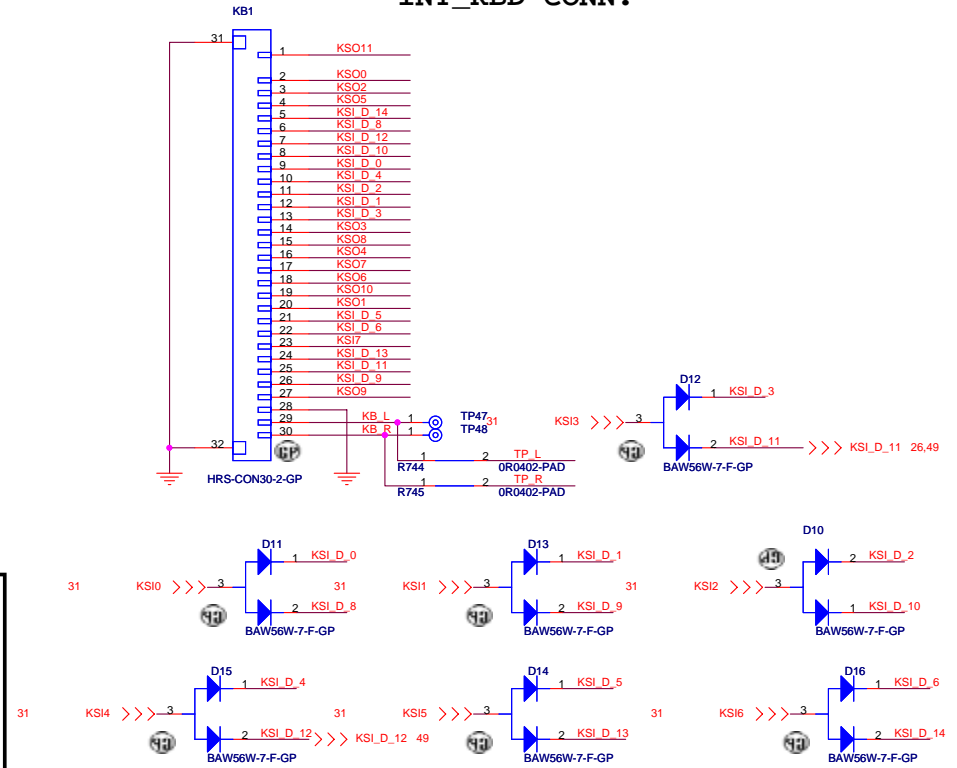 INT_KBD CONN.
KB1
31
1 KSO11
2 KSO0
3 KSO2
4 KSO5
5 KSI_D_14
6 KSI_D_8
7 KSI_D_12
8 KSI_D_10
9 KSI_D_0
10 KSI_D_4
11 KSI_D_2
12 KSI_D_1
13 KSI_D_3
14 KSO3
15 KSO8
16 KSO4
17 KSO7
18 KSO6
19 KSO10
20 KSO1
21 KSI_D_5
22 KSI_D_6
23 KSI7
24 KSI_D_13
25 KSI_D_11
26 KSI_D_9
27 KSO9
28
29 KB_L 1 TP47 31
30 KB_R 1 TP48
32
GP
HRS-CON30-2-GP
1 2 TP_L
R744 0R0402-PAD
1 2 TP_R
R745 0R0402-PAD
D12
1 KSI_D_3
KSI3 3
2 KSI_D_11 KSI_D_11 26,49
GP
BAW56W-7-F-GP
D11
1 KSI_D_0
31 KSI0 3
2 KSI_D_8
GP
BAW56W-7-F-GP
D13
1 KSI_D_1
31 KSI1 3
2 KSI_D_9
GP
BAW56W-7-F-GP
D10
GP
2 KSI_D_2
31 KSI2 3
1 KSI_D_10
BAW56W-7-F-GP
D15
1 KSI_D_4
31 KSI4 3
2 KSI_D_12 KSI_D_12 49
GP
BAW56W-7-F-GP
D14
1 KSI_D_5
31 KSI5 3
2 KSI_D_13
GP
BAW56W-7-F-GP
D16
1 KSI_D_6
31 KSI6 3
2 KSI_D_14
GP
BAW56W-7-F-GP